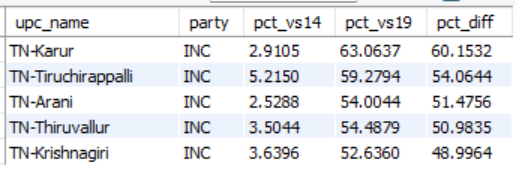 upc_name party pct_vs14 pct_vs19 pct_diff
TN-Karur INC 2.9105 63.0637 60.1532
TN-Tiruchirappalli INC 5.2150 59.2794 54.0644
TN-Arani INC 2.5288 54.0044 51.4756
TN-Thiruvallur INC 3.5044 54.4879 50.9835
TN-Krishnagiri INC 3.6396 52.6360 48.9964